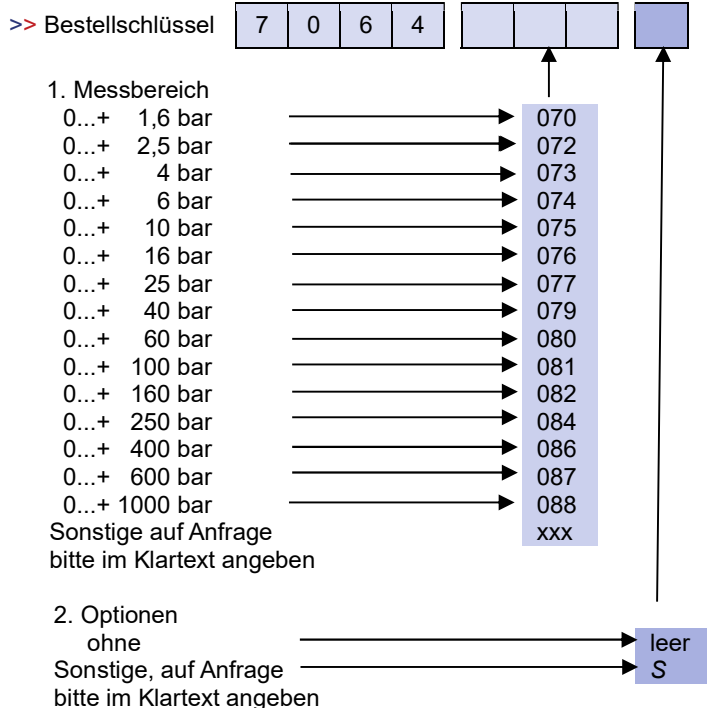 >> Bestellschlüssel 7 0 6 4
1. Messbereich
0...+ 1,6 bar 070
0...+ 2,5 bar 072
0...+ 4 bar 073
0...+ 6 bar 074
0...+ 10 bar 075
0...+ 16 bar 076
0...+ 25 bar 077
0...+ 40 bar 079
0...+ 60 bar 080
0...+ 100 bar 081
0...+ 160 bar 082
0...+ 250 bar 084
0...+ 400 bar 086
0...+ 600 bar 087
0...+ 1000 bar 088
Sonstige auf Anfrage xxx
bitte im Klartext angeben
2. Optionen
ohne leer
Sonstige, auf Anfrage S
bitte im Klartext angeben